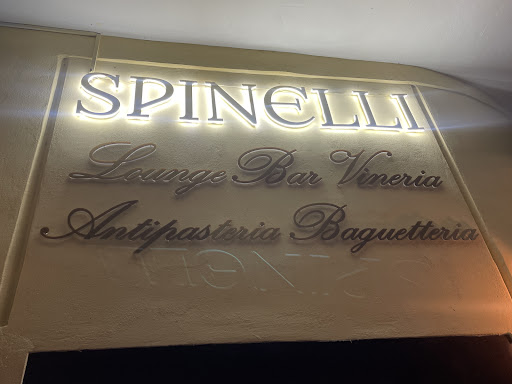 SPINELLI
Lounge Bar Vineria
Antipasteria Baguetteria